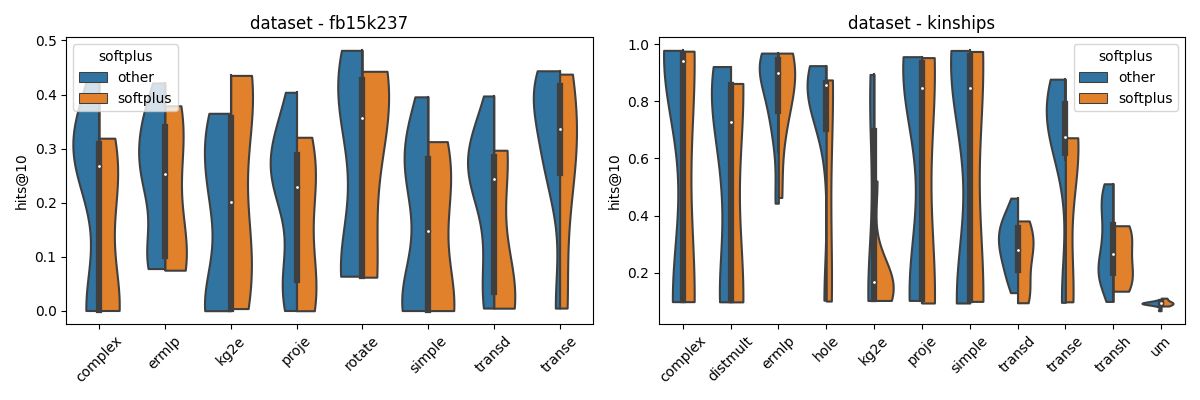 dataset - fb15k237
softplus
other
softplus
hits@10
0.5
0.4
0.3
0.2
0.1
0.0
complex
ermlp
kg2e
proje
rotate
simple
transd
transe
dataset - kinships
softplus
other
softplus
hits@10
1.0
0.8
0.6
0.4
0.2
complex
distmult
ermlp
hole
kg2e
proje
simple
transd
transe
transh
um